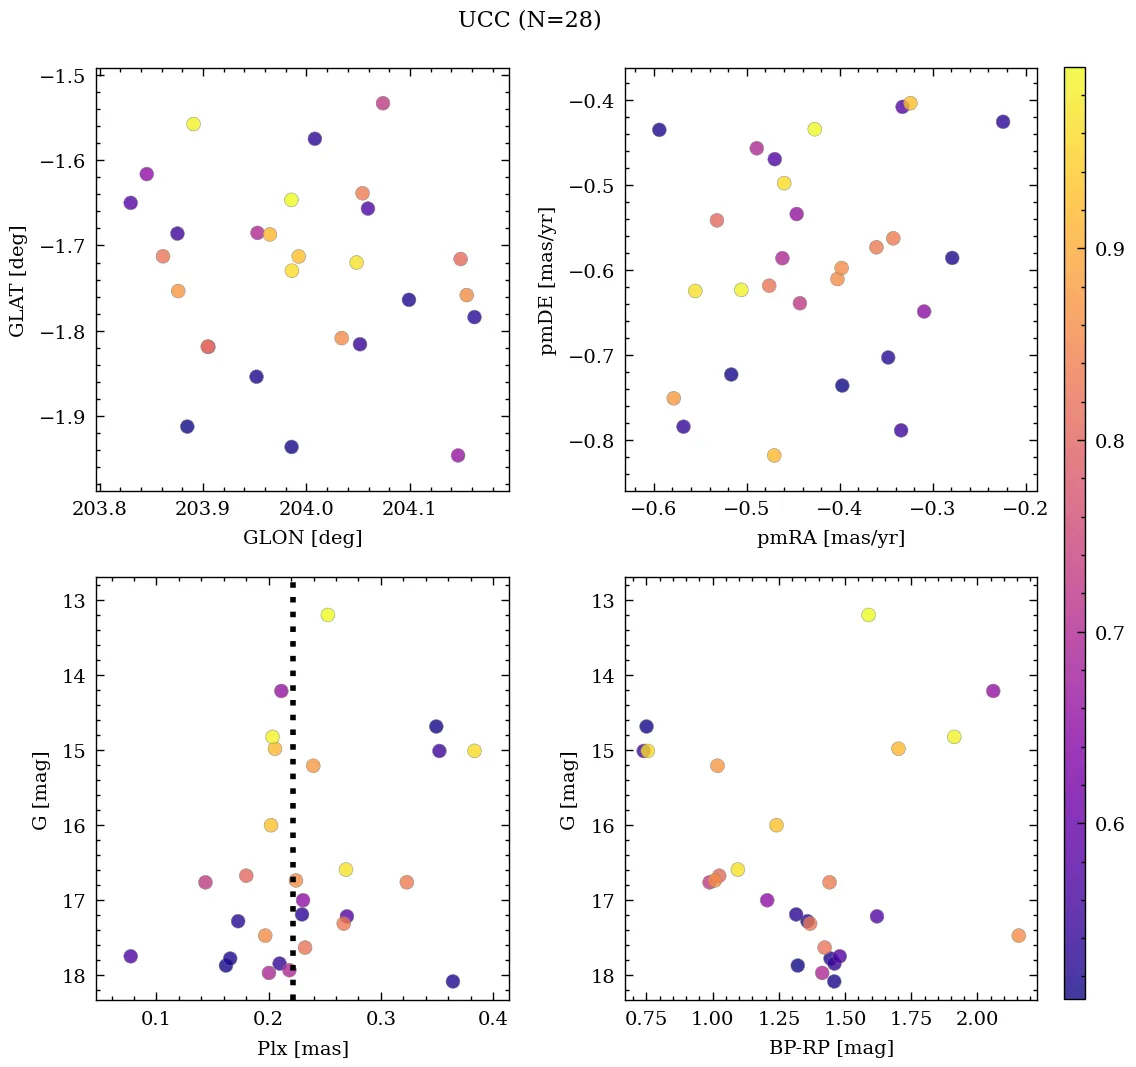 UCC (N=28)
−1.5
−1.6
−1.7
−1.8
−1.9
GLAT [deg]
203.8 203.9 204.0 204.1
GLON [deg]
−0.4
−0.5
−0.6
−0.7
−0.8
pmDE [mas/yr]
−0.6 −0.5 −0.4 −0.3 −0.2
pmRA [mas/yr]
13
14
15
16
17
18
G [mag]
0.1 0.2 0.3 0.4
Plx [mas]
13
14
15
16
17
18
G [mag]
0.75 1.00 1.25 1.50 1.75 2.00
BP-RP [mag]
0.9
0.8
0.7
0.6